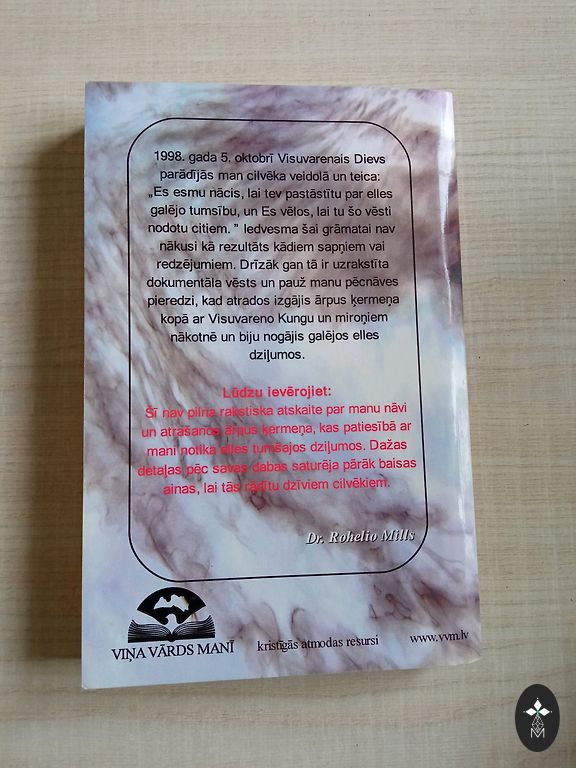 1998. gada 5. oktobrī Visuvarenais Dievs
parādījās man cilvēka veidolā un teica:
„Es esmu nācis, lai tev pastāstītu par elles
galējo tumsību, un Es vēlos, lai tu šo vēsti
nodotu citiem. ” Iedvesma šai grāmatai nav
nākusi kā rezultāts kādiem sapņiem vai
redzējumiem. Drīzāk gan tā ir uzrakstīta
dokumentāla vēsts un pauž manu pēcnāves
pieredzi, kad atrados izgājis ārpus ķermeņa
kopā ar Visuvareno Kungu un miroņiem
nākotnē un biju nogājis galējos elles
dziļumos.
Lūdzu ievērojiet:
Šī nav pilna rakstiska atskaite par manu nāvi
un atrašanos ārpus ķermeņa, kas patiesībā ar
mani notika elles tumšajos dziļumos. Dažas
detaļas pēc savas dabas saturēja pārāk baisas
ainas, lai tās rādītu dzīviem cilvēkiem.
Dr. Rohelio Mills
VIŅA VĀRDS MANĪ
kristīgās atmodas resursi
www.vvm.lv
M